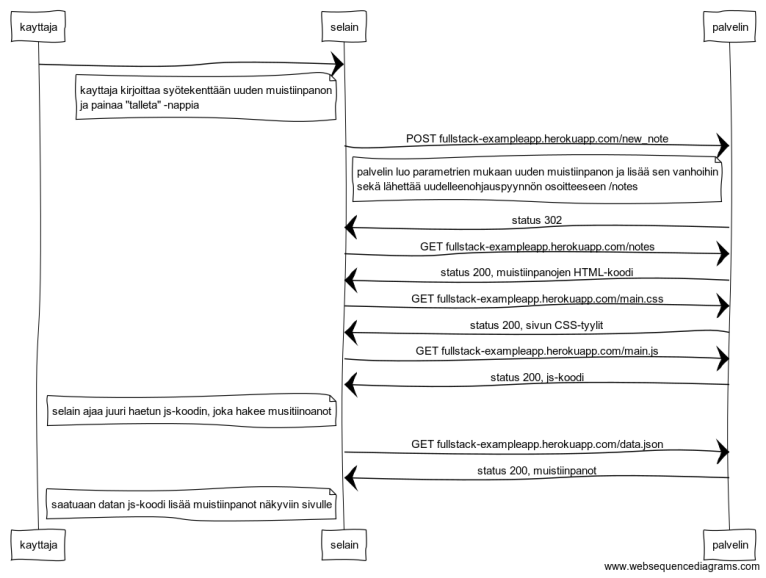 kayttaja selain palvelin
kayttaja kirjoittaa syötekenttään uuden muistiinpanon
ja painaa "talleta" -nappia
POST fullstack-exampleapp.herokuapp.com/new_note
palvelin luo parametrien mukaan uuden muistiinpanon ja lisää sen vanhoihin
sekä lähettää uudelleenohjauspyynnön osoitteeseen /notes
status 302
GET fullstack-exampleapp.herokuapp.com/notes
status 200, muistiinpanojen HTML-koodi
GET fullstack-exampleapp.herokuapp.com/main.css
status 200, sivun CSS-tyylit
GET fullstack-exampleapp.herokuapp.com/main.js
status 200, js-koodi
selain ajaa juuri haetun js-koodin, joka hakee musitiinoanot
GET fullstack-exampleapp.herokuapp.com/data.json
status 200, muistiinpanot
saatuaan datan js-koodi lisää muistiinpanot näkyviin sivulle
kayttaja selain palvelin
www.websequencediagrams.com